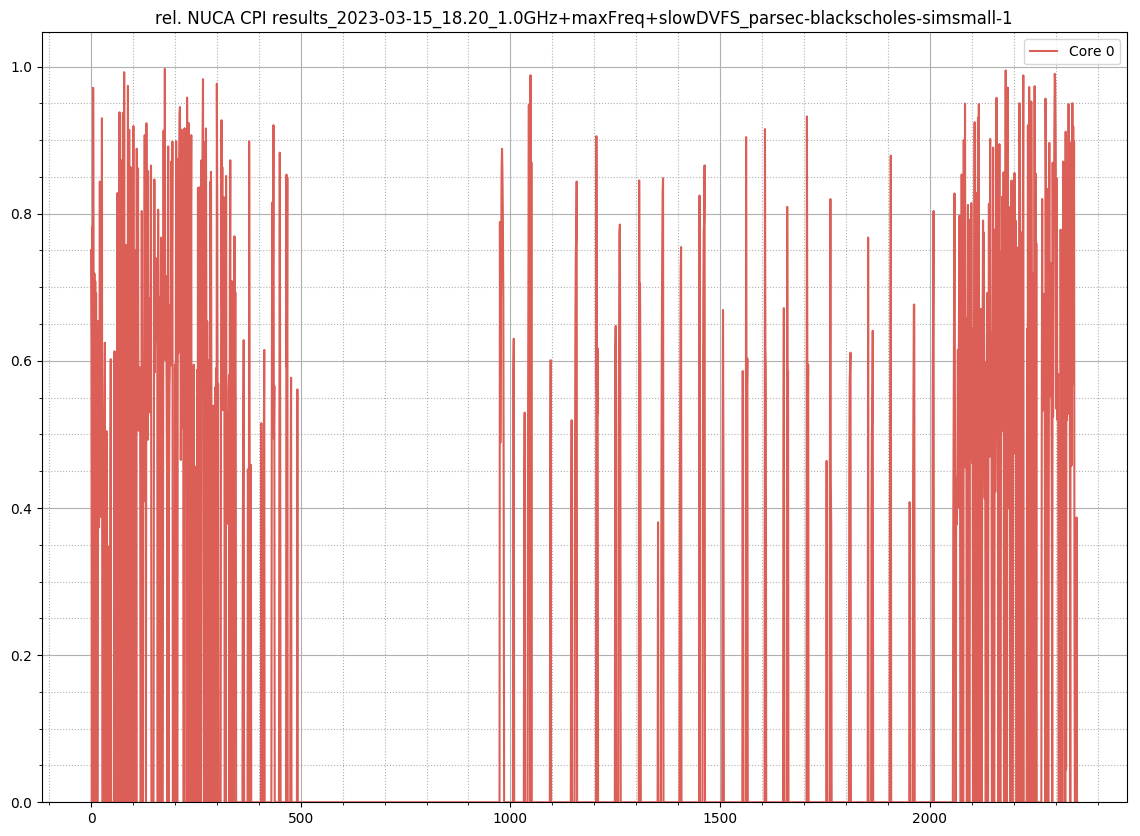 rel. NUCA CPI results_2023-03-15_18.20_1.0GHz+maxFreq+slowDVFS_parsec-blackscholes-simsmall-1
Core 0
1.0
0.8
0.6
0.4
0.2
0.0
0 500 1000 1500 2000